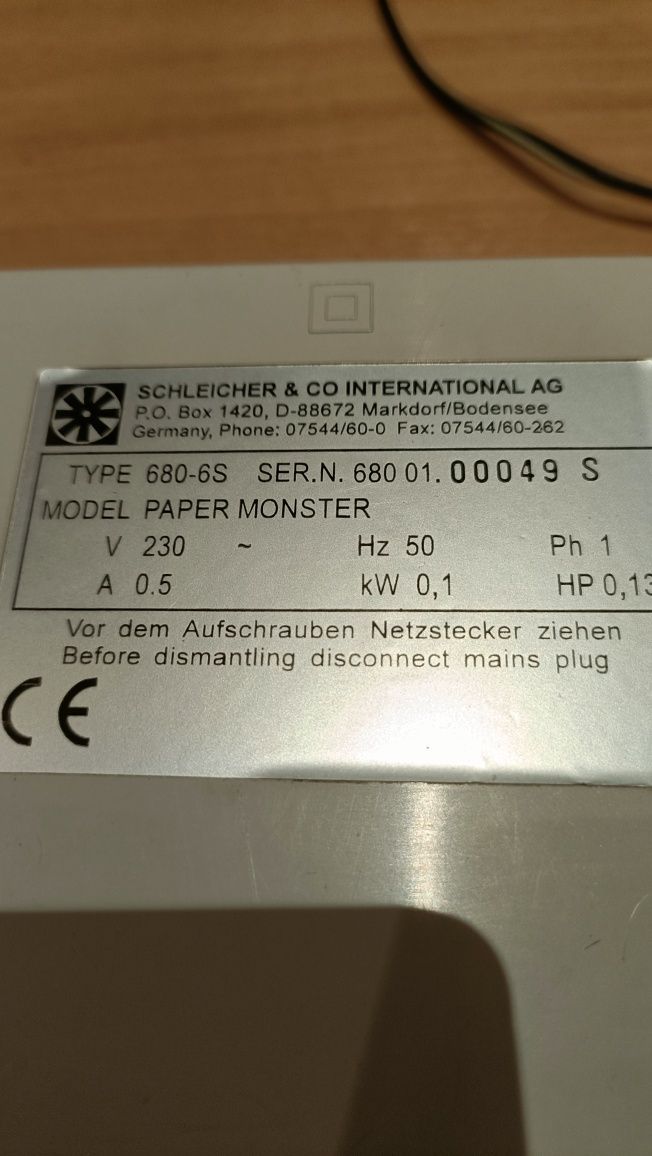 SCHLEICHER & CO INTERNATIONAL AG
P.O. Box 1420, D-88672 Markdorf/Bodensee
Germany, Phone: 07544/60-0 Fax: 07544/60-262
TYPE 680-6S SER.N. 680 01. 00049 S
MODEL PAPER MONSTER
V 230 ~ Hz 50 Ph 1
A 0.5 kW 0,1 HP 0,13
Vor dem Aufschrauben Netzstecker ziehen
Before dismantling disconnect mains plug
CE